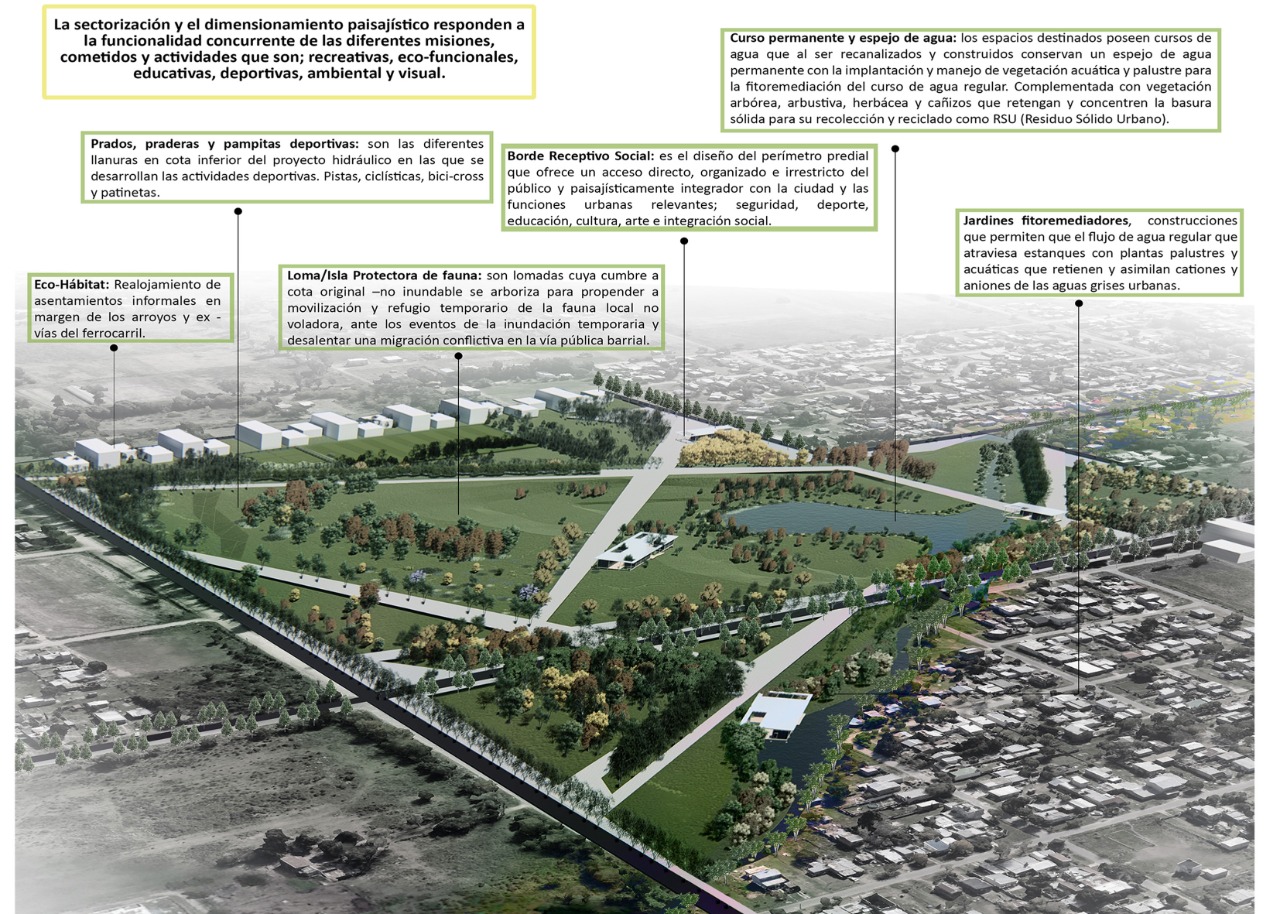 La sectorización y el dimensionamiento paisajístico responden a
la funcionalidad concurrente de las diferentes misiones,
cometidos y actividades que son; recreativas, eco-funcionales,
educativas, deportivas, ambiental y visual.
Curso permanente y espejo de agua: los espacios destinados poseen cursos de
agua que al ser recanalizados y construidos conservan un espejo de agua
permanente con la implantación y manejo de vegetación acuática y palustre para
la fitoremediación del curso de agua regular. Complementada con vegetación
arbórea, arbustiva, herbácea y cañizos que retengan y concentren la basura
sólida para su recolección y reciclado como RSU (Residuo Sólido Urbano).
Prados, praderas y pampitas deportivas: son las diferentes
llanuras en cota inferior del proyecto hidráulico en las que se
desarrollan las actividades deportivas. Pistas, ciclísticas, bici-cross
y patinetas.
Borde Receptivo Social: es el diseño del perímetro predial
que ofrece un acceso directo, organizado e irrestricto del
público y paisajísticamente integrador con la ciudad y las
funciones urbanas relevantes; seguridad, deporte,
educación, cultura, arte e integración social.
Jardines fitoremediadores, construcciones
que permiten que el flujo de agua regular que
atraviesa estanques con plantas palustres y
acuáticas que retienen y asimilan cationes y
aniones de las aguas grises urbanas.
Eco-Hábitat: Realojamiento de
asentamientos informales en
margen de los arroyos y ex -
vías del ferrocarril.
Loma/Isla Protectora de fauna: son lomadas cuya cumbre a
cota original –no inundable se arboriza para propender a
movilización y refugio temporario de la fauna local no
voladora, ante los eventos de la inundación temporaria y
desalentar una migración conflictiva en la vía pública barrial.